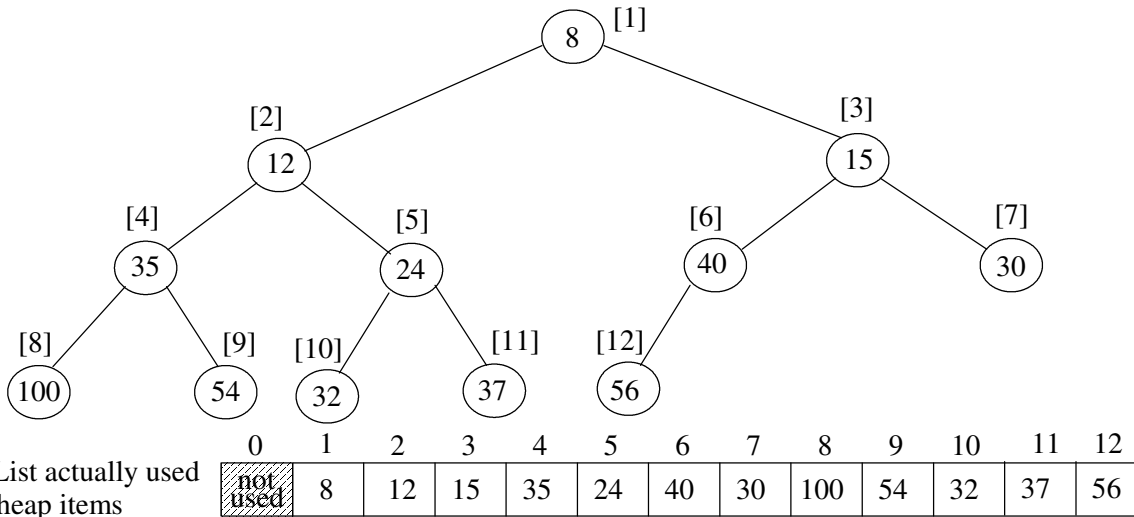 8 [1]
[2] [3]
12 15
[4] [5] [6] [7]
35 24 40 30
[8] [9] [10] [11] [12]
100 54 32 37 56
0 1 2 3 4 5 6 7 8 9 10 11 12
List actually used not used 8 12 15 35 24 40 30 100 54 32 37 56
heap items